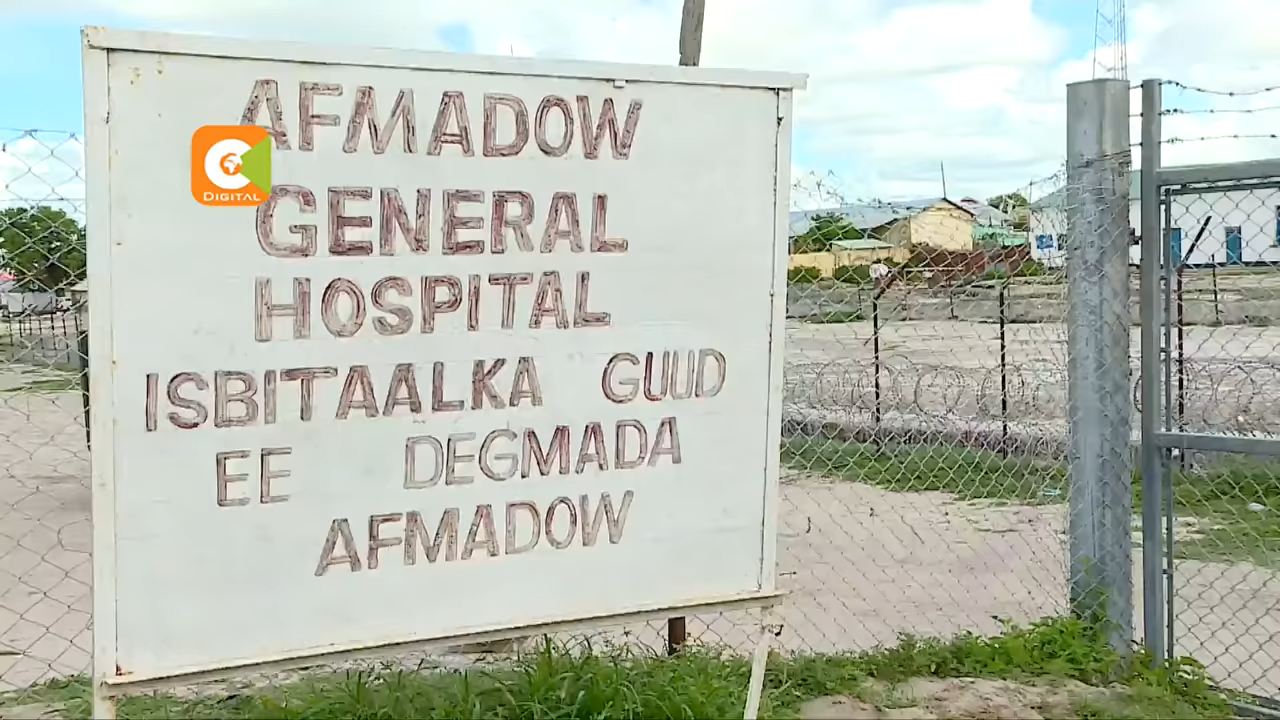 AFMADOW
GENERAL
HOSPITAL
ISBITAALKA GUUD
EE DEGMADA
AFMADOW
C
DIGITAL